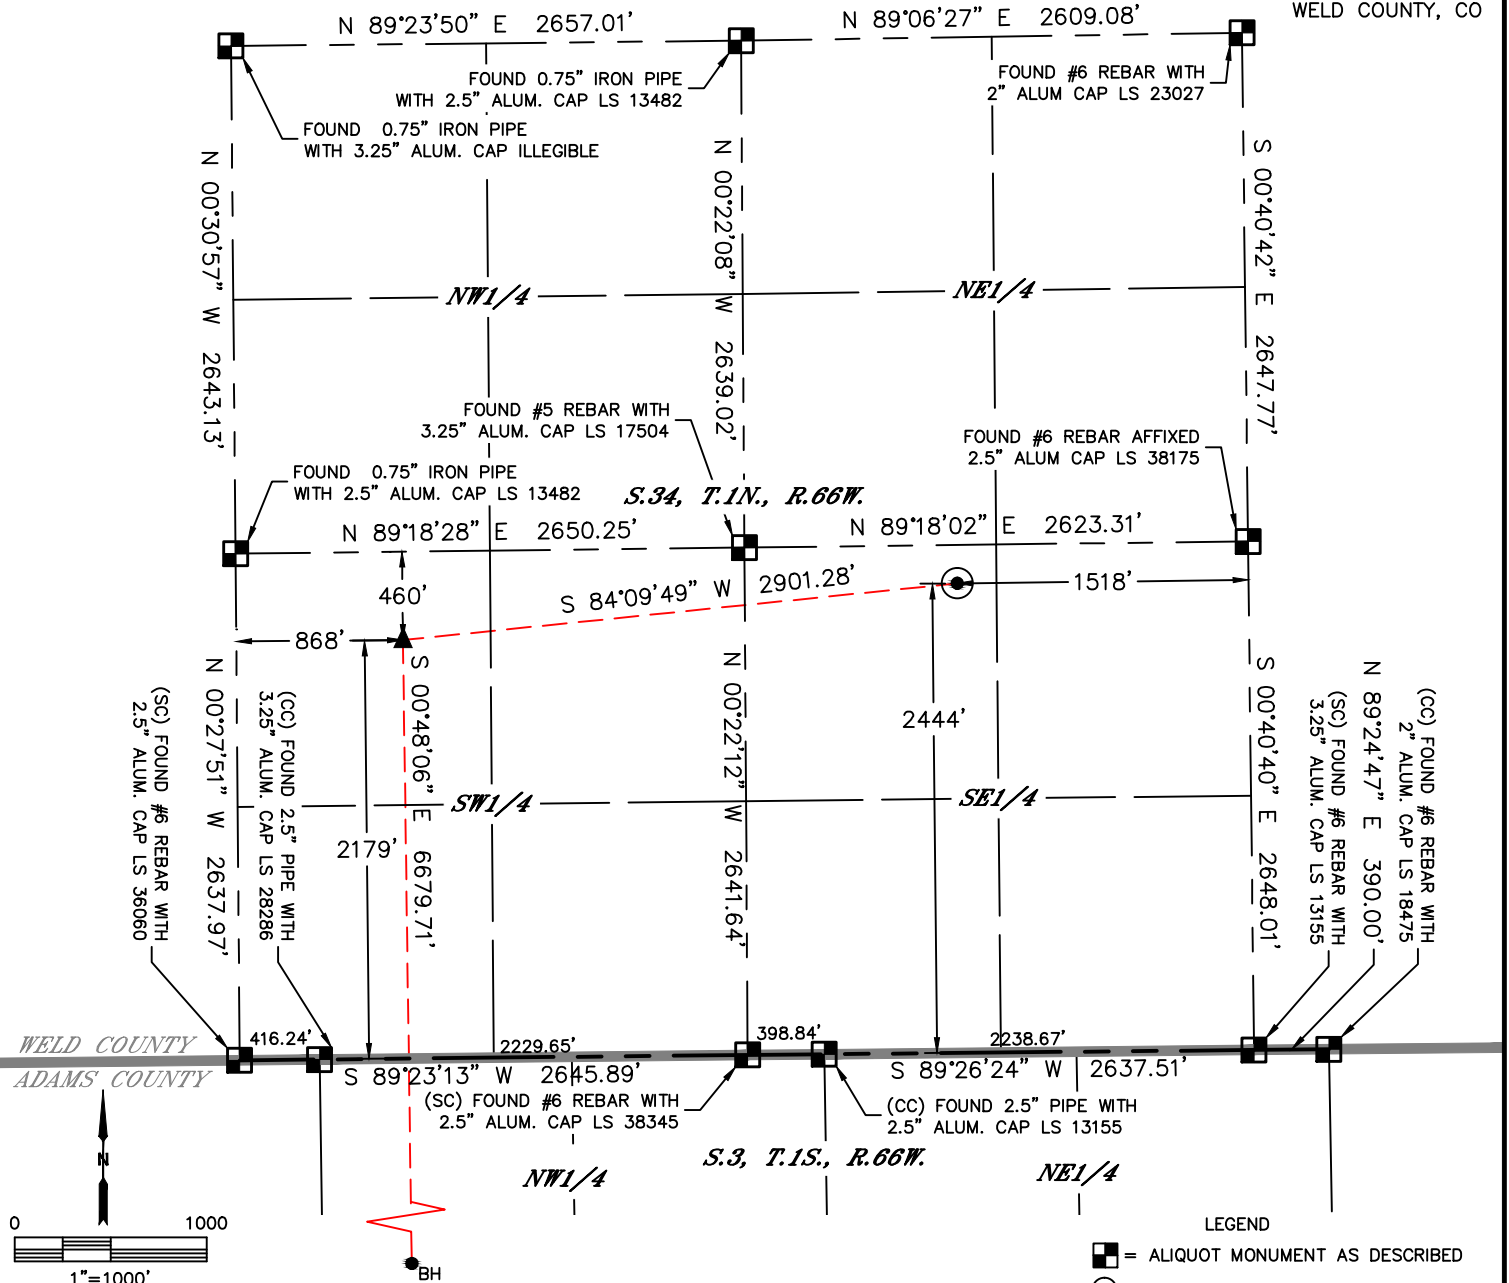 WELD COUNTY, CO
N 89°23'50" E 2657.01'
N 89°06'27" E 2609.08'
FOUND 0.75" IRON PIPE
WITH 2.5" ALUM. CAP LS 13482
FOUND #6 REBAR WITH
2" ALUM CAP LS 23027
FOUND 0.75" IRON PIPE
WITH 3.25" ALUM. CAP ILLEGIBLE
N 00°30'57" W 2643.13'
N 00°22'08" W 2639.02'
S 00°40'42" E 2647.77'
NW1/4
NE1/4
FOUND #5 REBAR WITH
3.25" ALUM. CAP LS 17504
FOUND #6 REBAR AFFIXED
2.5" ALUM CAP LS 38175
FOUND 0.75" IRON PIPE
WITH 2.5" ALUM. CAP LS 13482
S.34, T.1N., R.66W.
N 89°18'28" E 2650.25'
N 89°18'02" E 2623.31'
460'
S 84°09'49" W 2901.28'
1518'
868'
N 00°27'51" W 2637.97'
S 00°48'06" E 6679.71'
N 00°22'12" W 2641.64'
S 00°40'40" E 2648.01'
N 89°24'47" E 390.00'
(SC) FOUND #6 REBAR WITH
2.5" ALUM. CAP LS 36060
(CC) FOUND 2.5" PIPE WITH
3.25" ALUM. CAP LS 28286
(SC) FOUND #6 REBAR WITH
3.25" ALUM. CAP LS 13155
(CC) FOUND #6 REBAR WITH
2" ALUM. CAP LS 18475
2444'
SW1/4
SE1/4
2179'
WELD COUNTY
416.24'
2229.65'
398.84'
2238.67'
ADAMS COUNTY
S 89°23'13" W 2645.89'
S 89°26'24" W 2637.51'
(SC) FOUND #6 REBAR WITH
2.5" ALUM. CAP LS 38345
(CC) FOUND 2.5" PIPE WITH
2.5" ALUM. CAP LS 13155
S.3, T.1S., R.66W.
N
NW1/4
NE1/4
0 1000
1"=1000'
BH
LEGEND
= ALIQUOT MONUMENT AS DESCRIBED